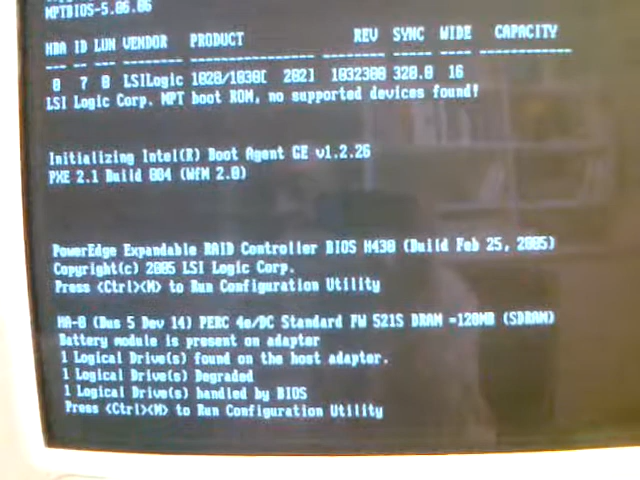 MPTBIOS-5.06.06
HBA ID LUN VENDOR PRODUCT REV SYNC WIDE CAPACITY
--- -- --- -------- ---------------- ---------- ----- ---- --------------
0 7 0 LSILogic 1020/1030[ 202] 1032300 320.0 16
LSI Logic Corp. MPT boot ROM, no supported devices found!
Initializing Intel(R) Boot Agent GE v1.2.26
PXE 2.1 Build 084 (WfM 2.0)
PowerEdge Expandable RAID Controller BIOS H430 (Build Feb 25, 2005)
Copyright(c) 2005 LSI Logic Corp.
Press <Ctrl><M> to Run Configuration Utility
HA-0 (Bus 5 Dev 14) PERC 4e/DC Standard FW 521S DRAM =128MB (SDRAM)
Battery module is present on adapter
1 Logical Drive(s) found on the host adapter.
1 Logical Drive(s) Degraded
1 Logical Drive(s) handled by BIOS
Press <Ctrl><M> to Run Configuration Utility